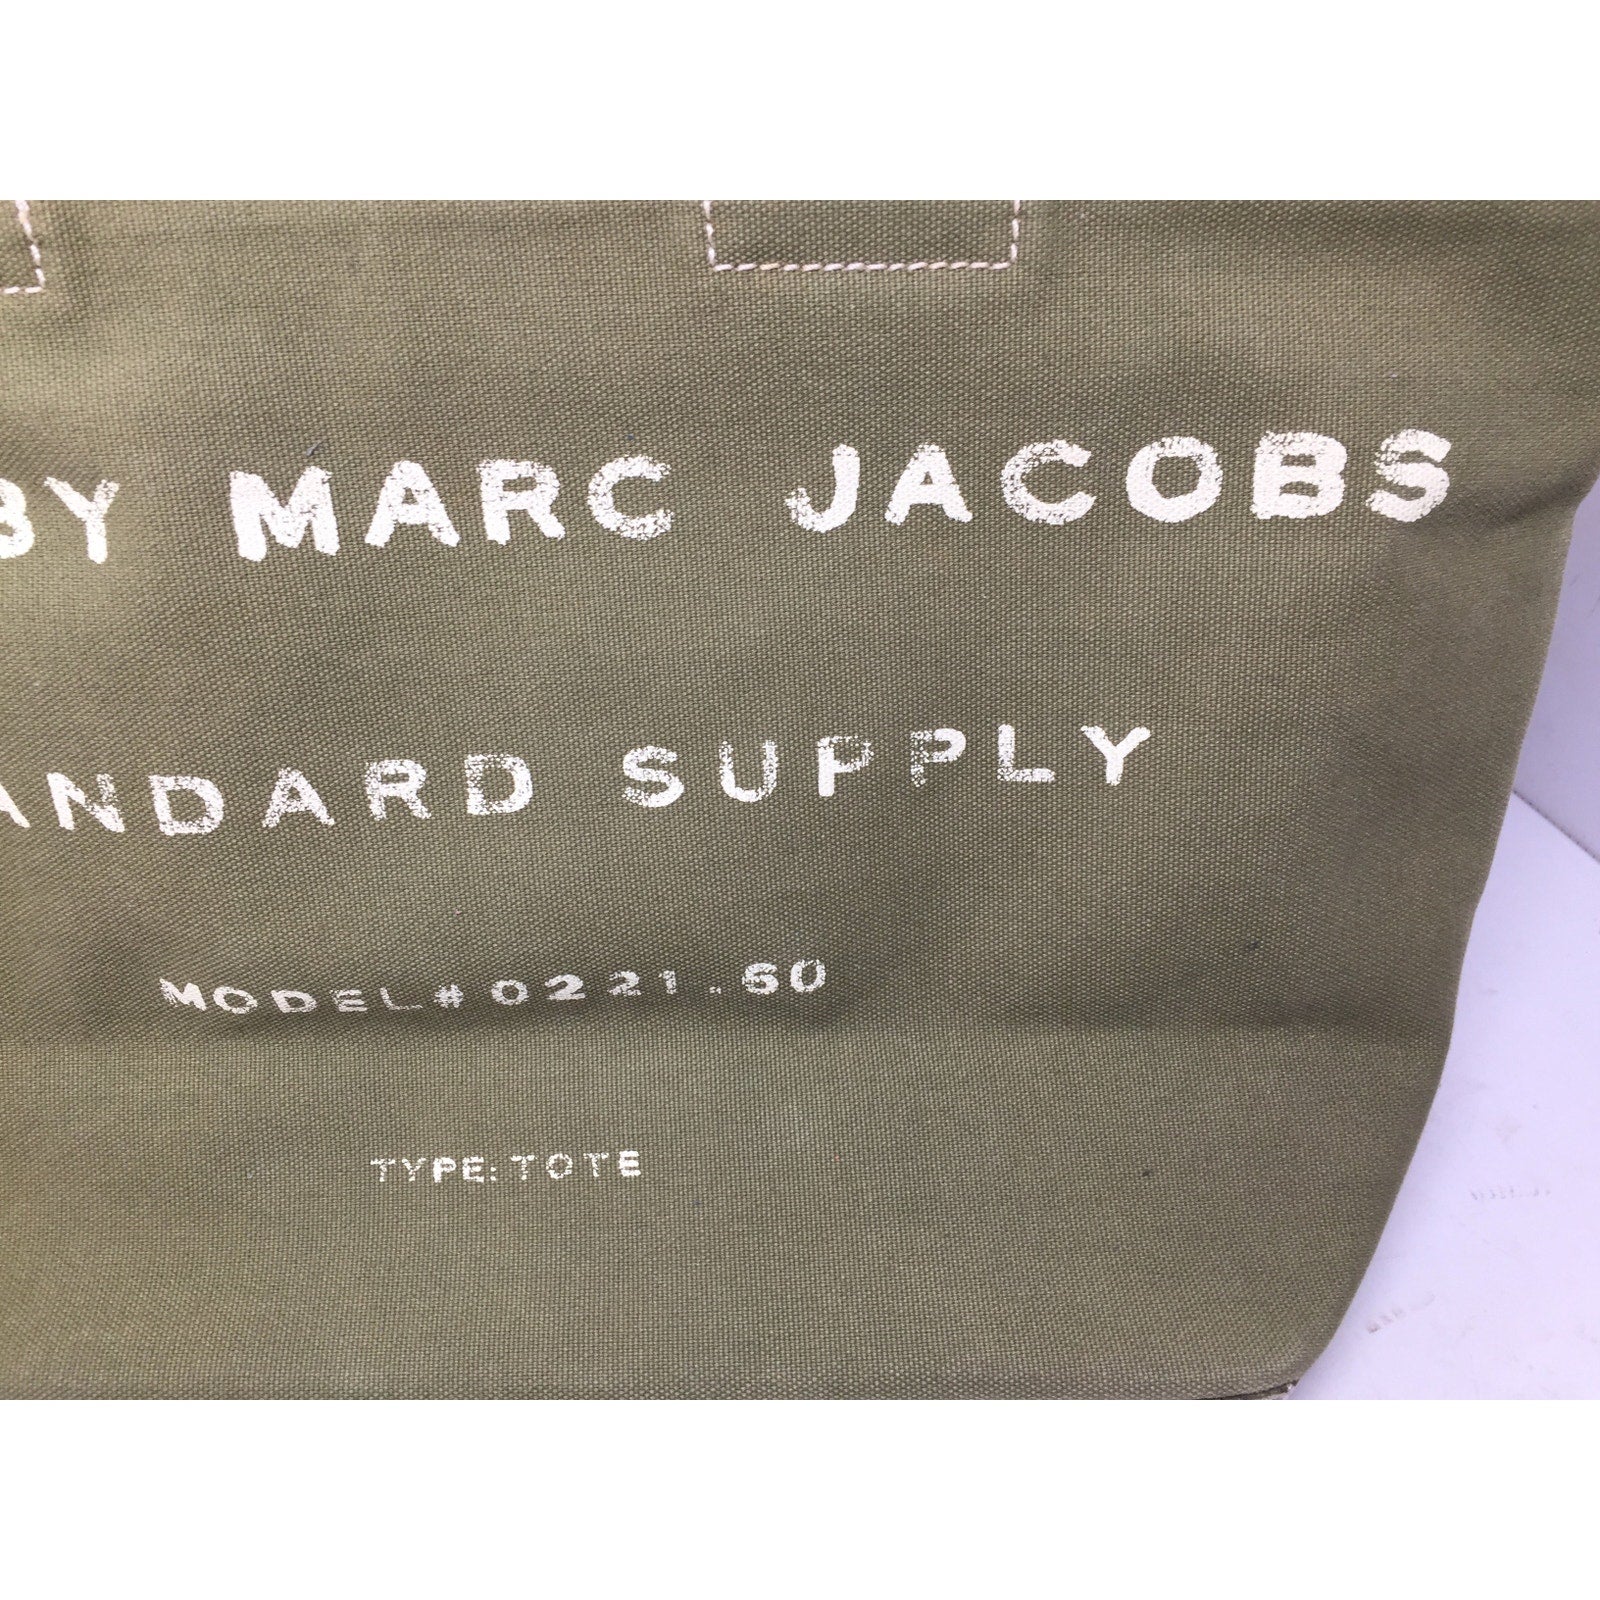 BY MARC JACOBS
ANDARD SUPPLY
MODEL#0221.60
TYPE:TOTE